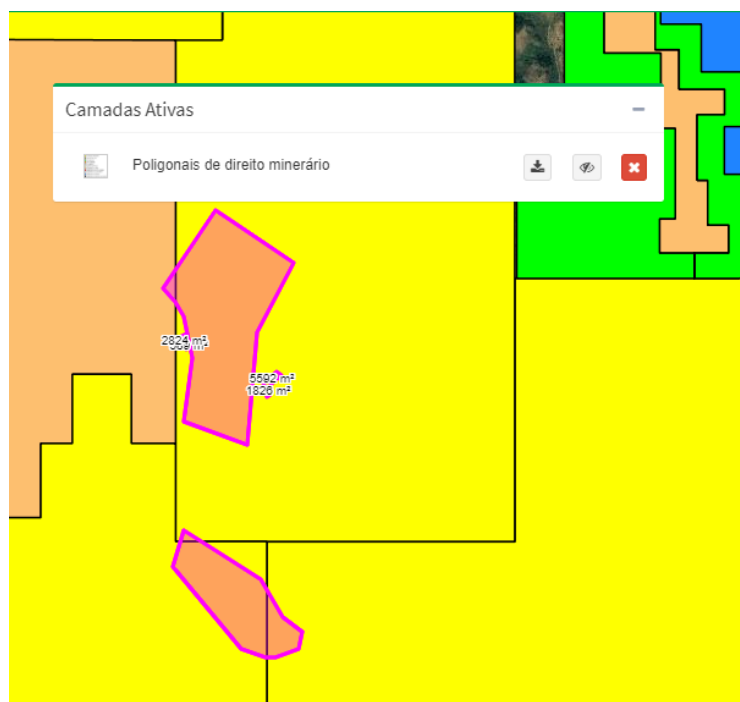 Camadas Ativas
Poligonais de direito minerário
2824 m²
5592 m²
1826 m²